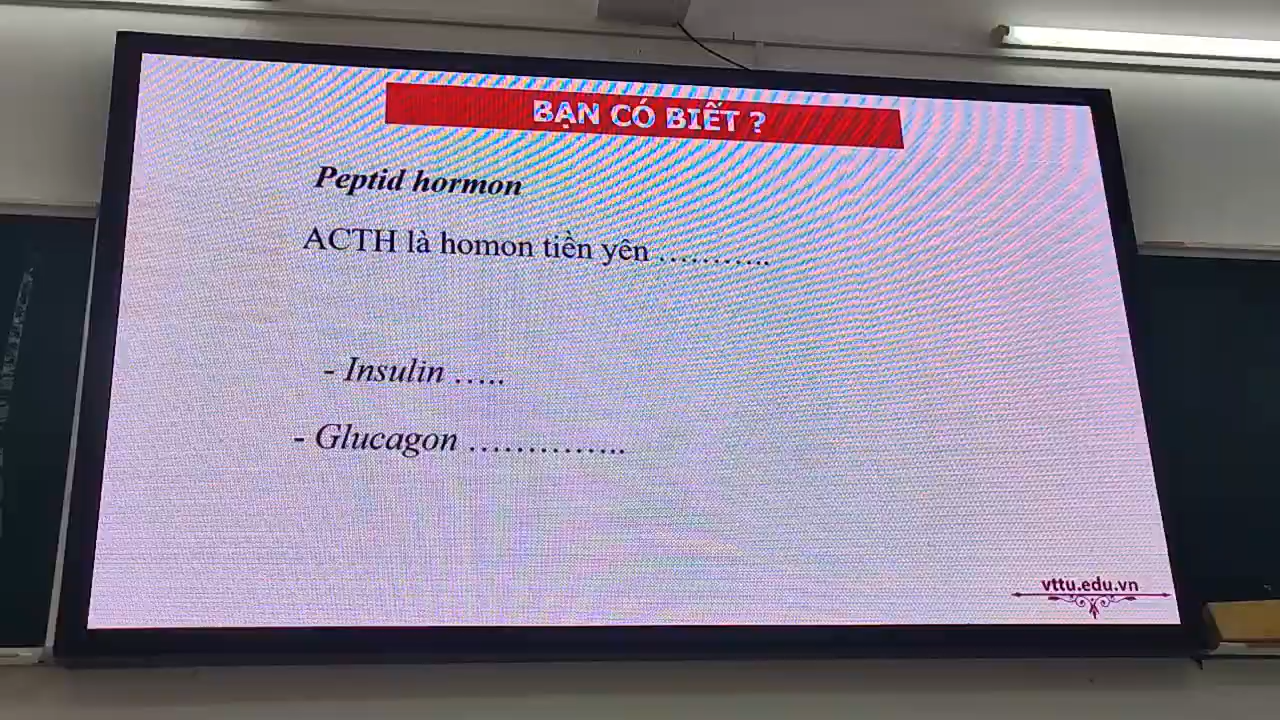 BẠN CÓ BIẾT ?
Peptid hormon
ACTH là homon tiền yên ………..
- Insulin …..
- Glucagon …………..
vttu.edu.vn